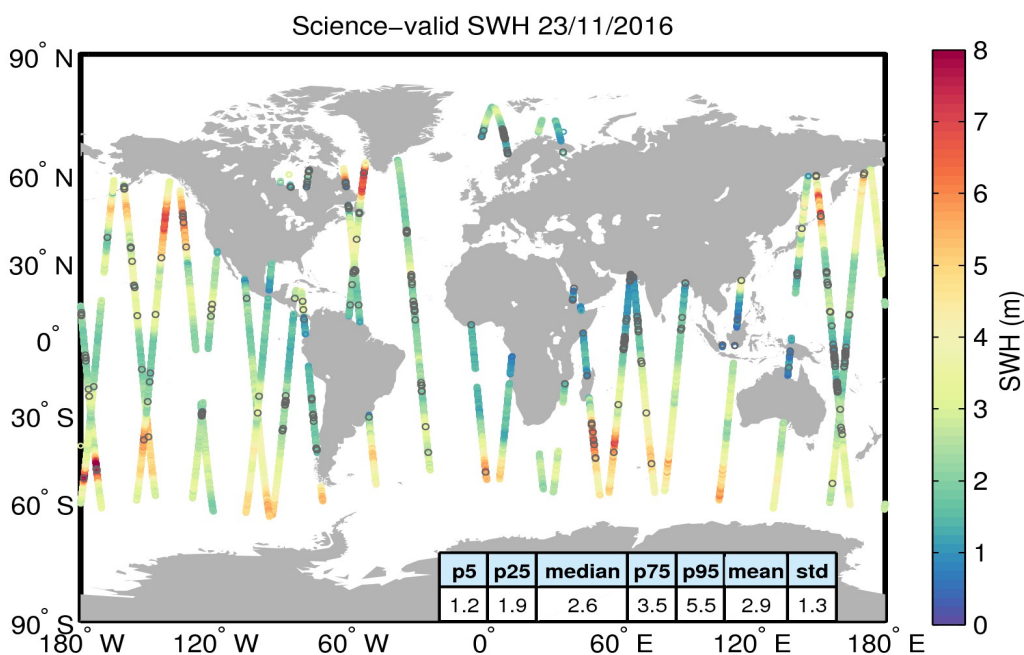 Science−valid SWH 23/11/2016
90° N
60° N
30° N
0°
30° S
60° S
90° S
180° W
120° W
60° W
0°
60° E
120° E
180° E
p5 p25 median p75 p95 mean std
1.2 1.9 2.6 3.5 5.5 2.9 1.3
8
7
6
5
4
3
2
1
0
SWH (m)